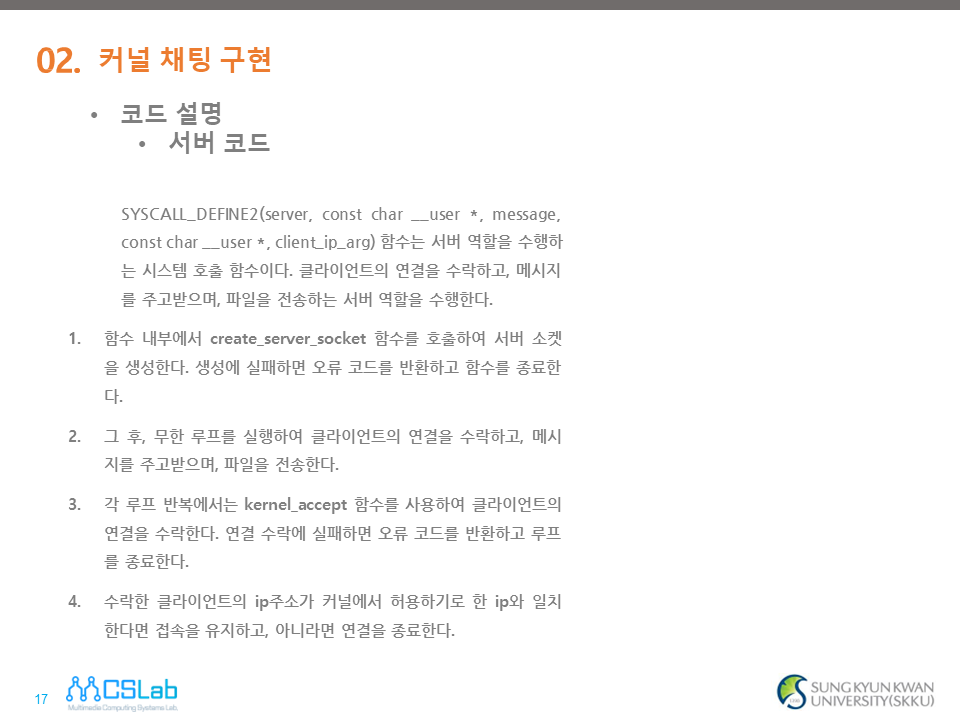 02. 커널 채팅 구현
• 코드 설명
• 서버 코드
SYSCALL_DEFINE2(server, const char __user *, message,
const char __user *, client_ip_arg) 함수는 서버 역할을 수행하
는 시스템 호출 함수이다. 클라이언트의 연결을 수락하고, 메시지
를 주고받으며, 파일을 전송하는 서버 역할을 수행한다.
1. 함수 내부에서 create_server_socket 함수를 호출하여 서버 소켓
을 생성한다. 생성에 실패하면 오류 코드를 반환하고 함수를 종료한
다.
2. 그 후, 무한 루프를 실행하여 클라이언트의 연결을 수락하고, 메시
지를 주고받으며, 파일을 전송한다.
3. 각 루프 반복에서는 kernel_accept 함수를 사용하여 클라이언트의
연결을 수락한다. 연결 수락에 실패하면 오류 코드를 반환하고 루프
를 종료한다.
4. 수락한 클라이언트의 ip주소가 커널에서 허용하기로 한 ip와 일치
한다면 접속을 유지하고, 아니라면 연결을 종료한다.
17
MCSLab
Multimedia Computing Systems Lab.
SUNG KYUN KWAN
UNIVERSITY(SKKU)